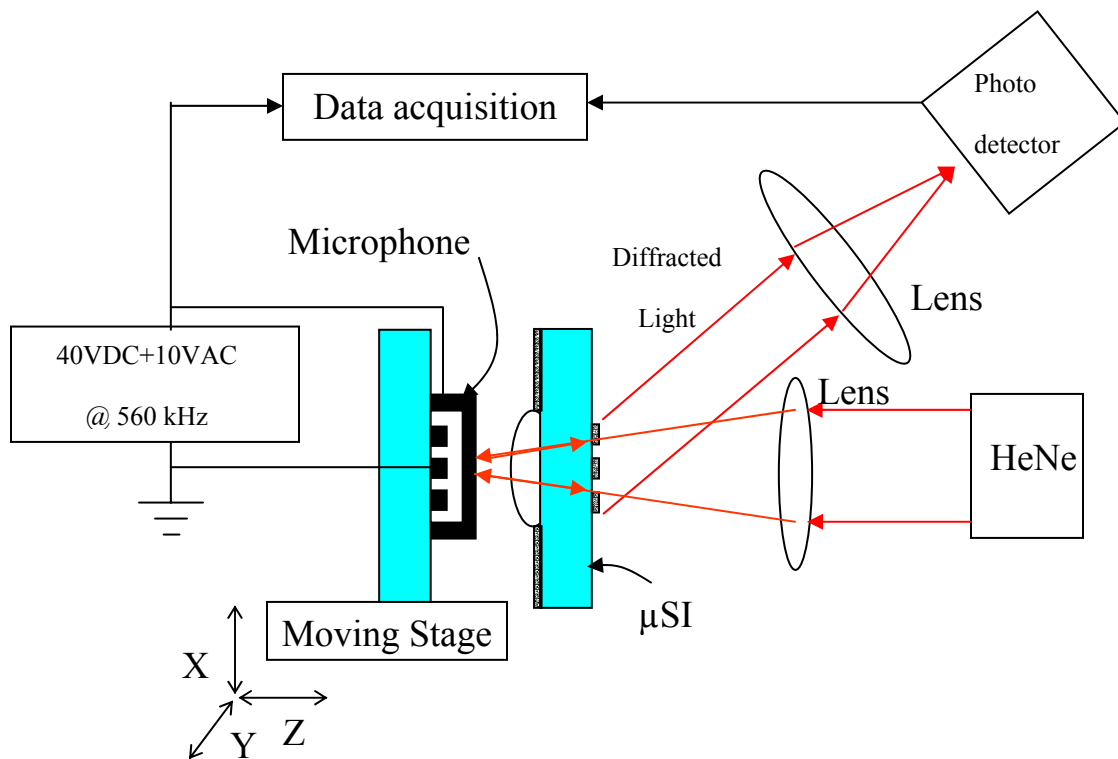 Data acquisition
Photo
detector
Microphone
Diffracted
Light
Lens
40VDC+10VAC
@ 560 kHz
Lens
HeNe
µSI
Moving Stage
X
Y
Z